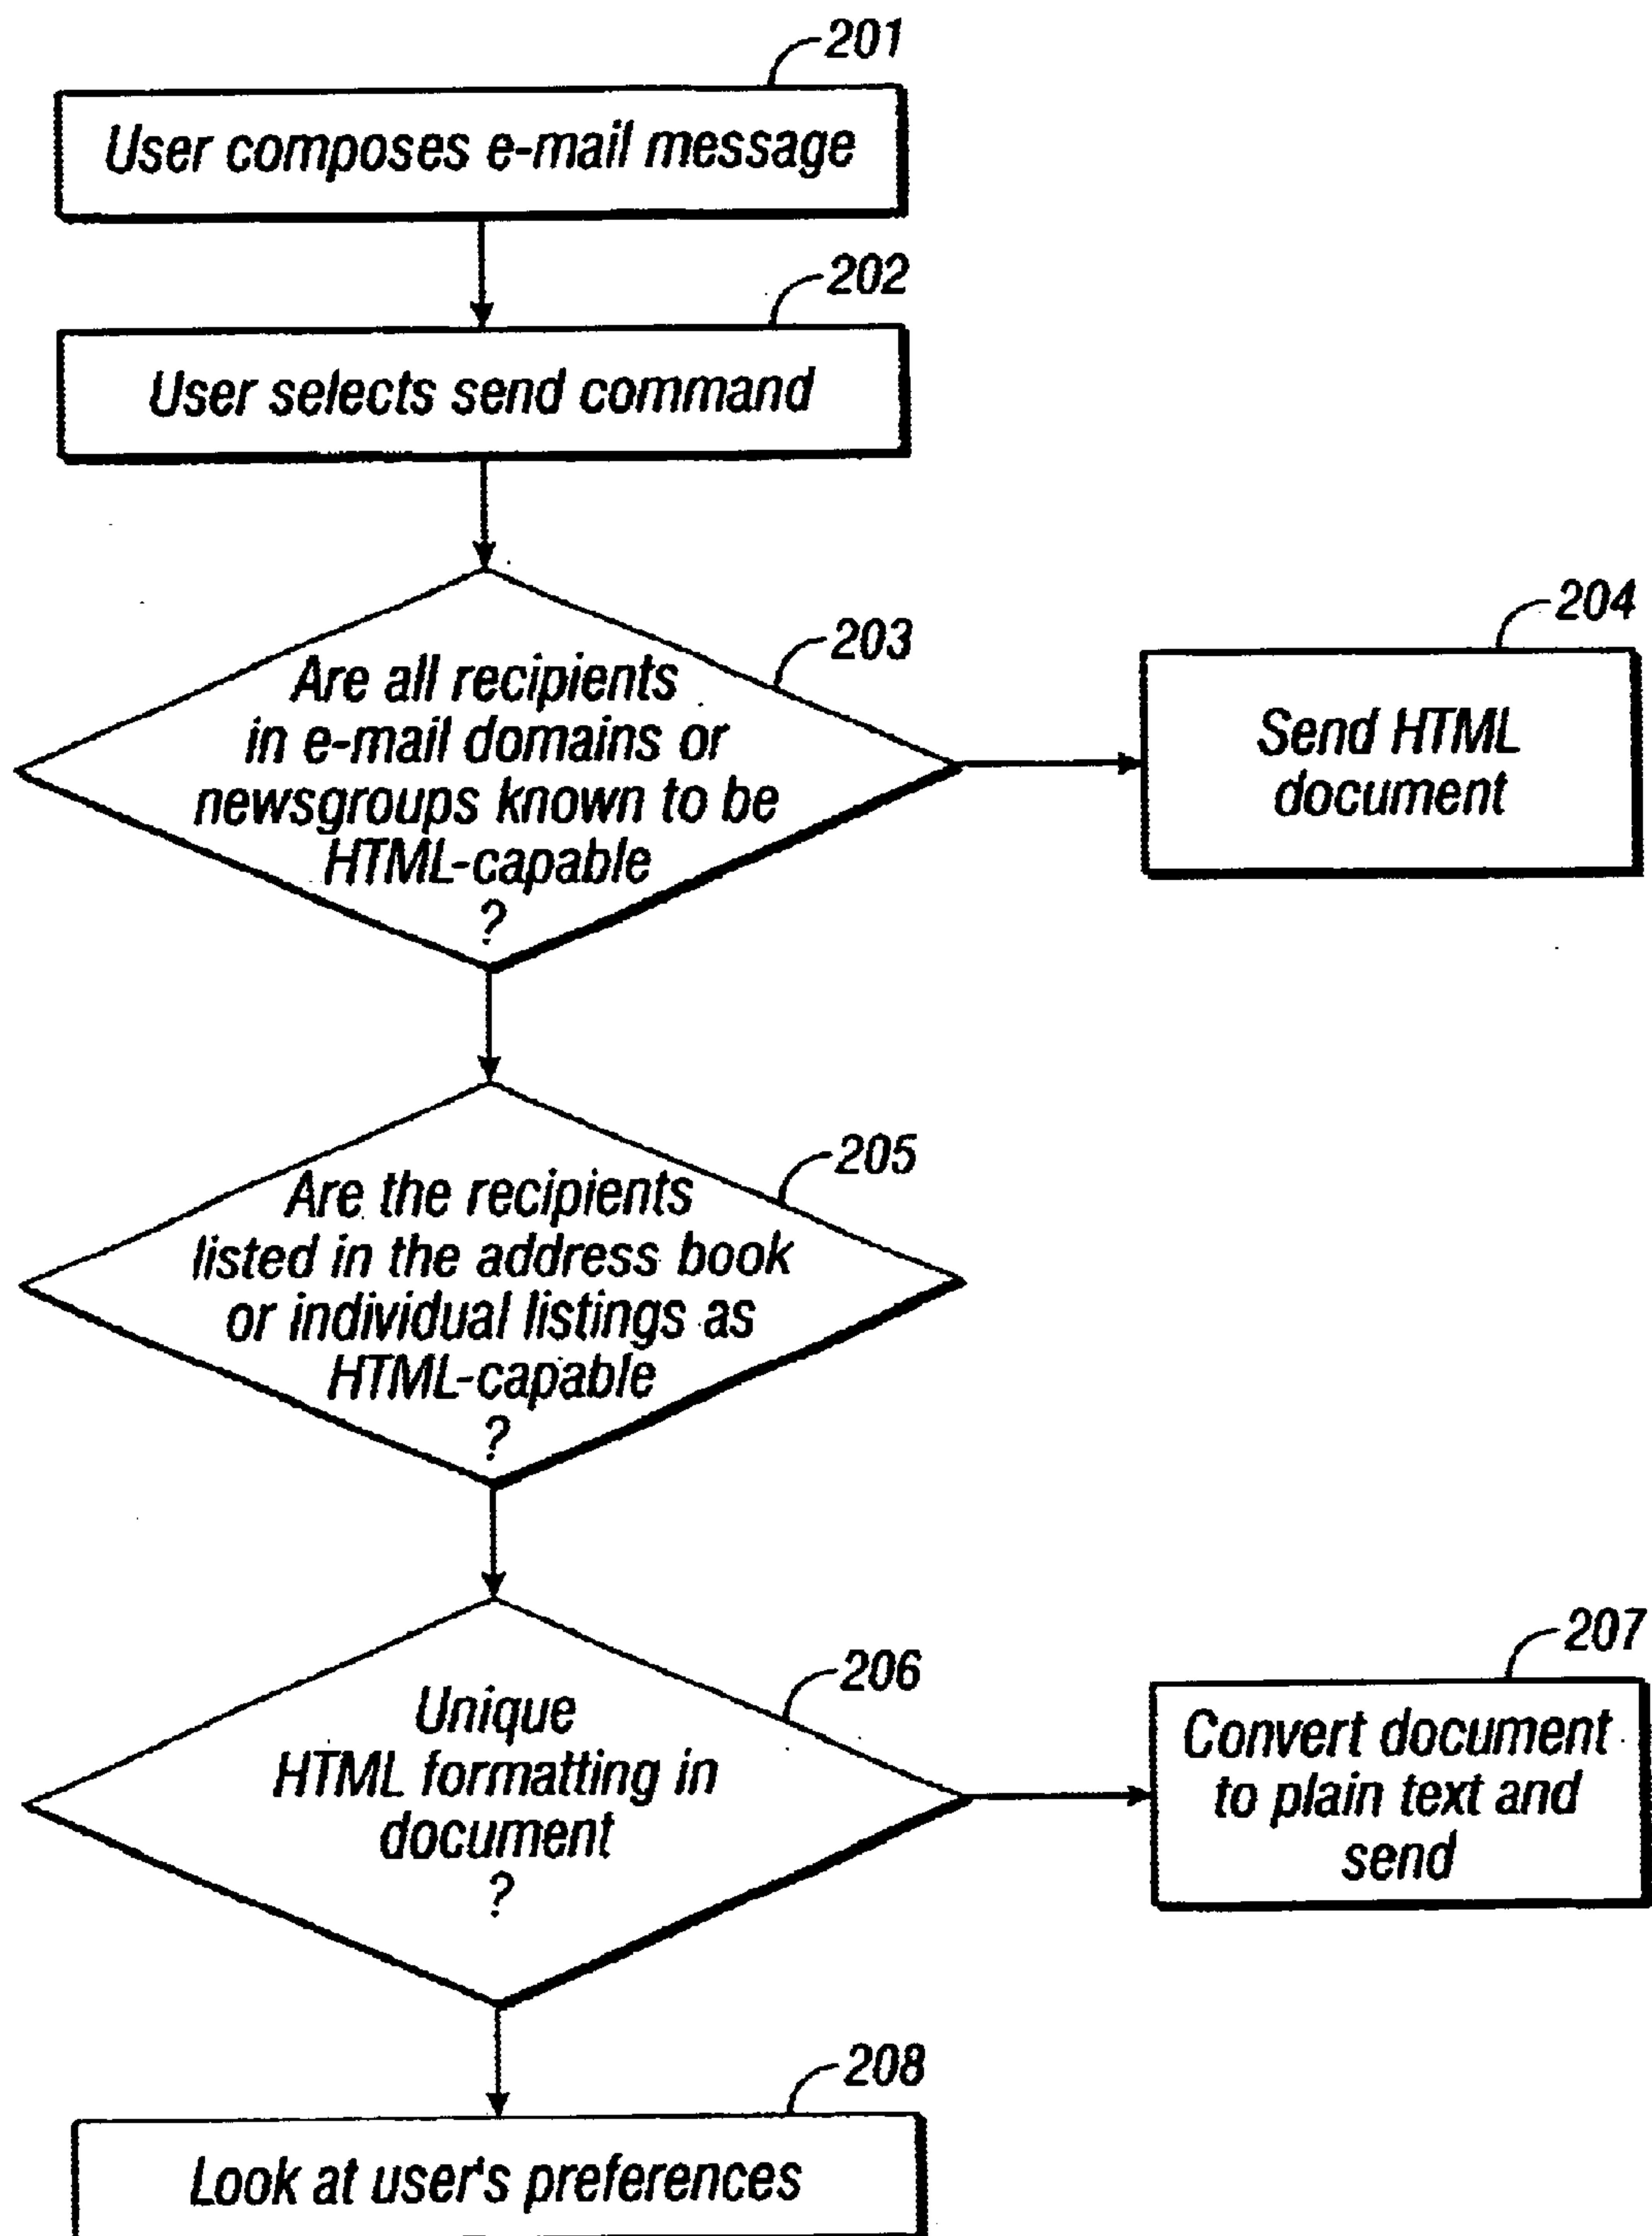 201
User composes e-mail message
202
User selects send command
203
Are all recipients
in e-mail domains or
newsgroups known to be
HTML-capable
?
204
Send HTML
document
205
Are the recipients
listed in the address book
or individual listings as
HTML-capable
?
206
Unique
HTML formatting in
document
?
207
Convert document
to plain text and
send
208
Look at user's preferences